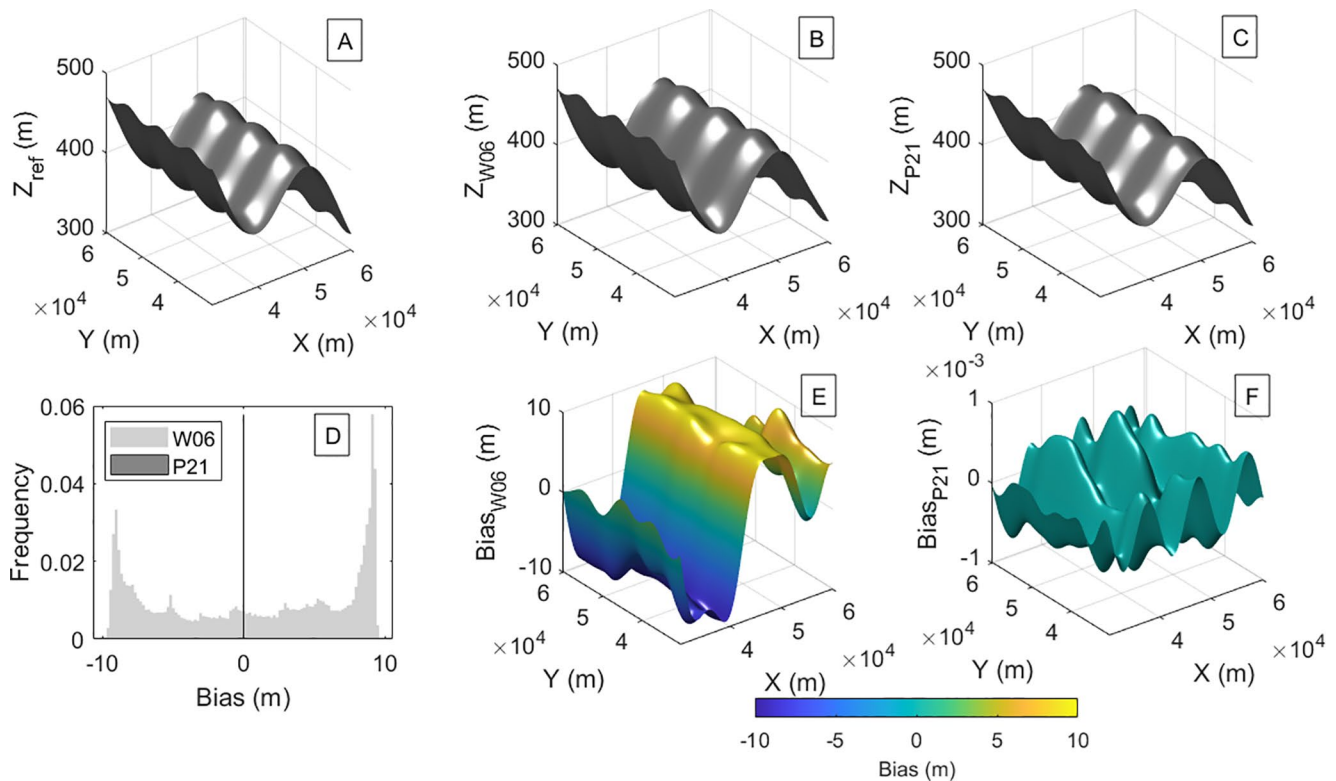 A
500
400
300
Z_ref (m)
6
5
4
×10^4
Y (m)
4
5
6
×10^4
X (m)
B
500
400
300
Z_W06 (m)
6
5
4
×10^4
Y (m)
4
5
6
×10^4
X (m)
C
500
400
300
Z_P21 (m)
6
5
4
×10^4
Y (m)
4
5
6
×10^4
X (m)
D
W06
P21
0.06
0.04
0.02
0
Frequency
-10
0
10
Bias (m)
E
10
0
-10
Bias_W06 (m)
6
5
4
×10^4
Y (m)
4
5
6
×10^4
X (m)
F
×10^-3
1
0
-1
Bias_P21 (m)
6
5
4
×10^4
Y (m)
4
5
6
×10^4
X (m)
-10
-5
0
5
10
Bias (m)